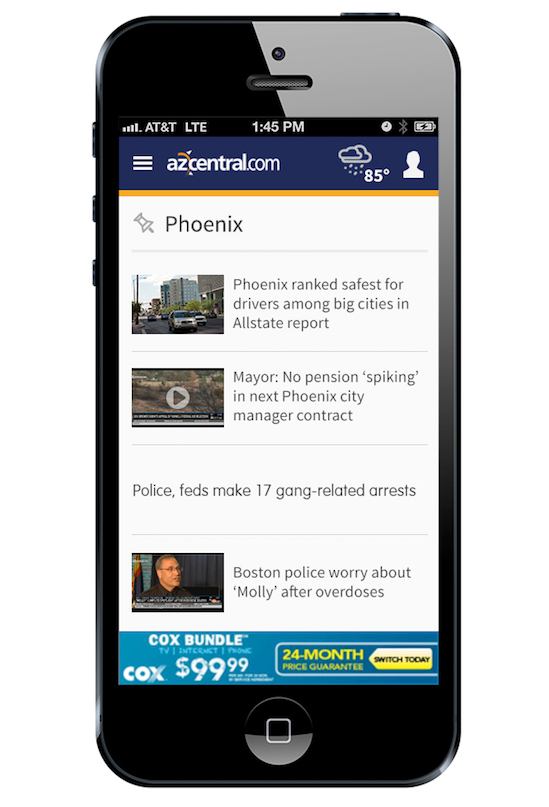 AT&T LTE
1:45 PM
azcentral.com
85°
Phoenix
Phoenix ranked safest for
drivers among big cities in
Allstate report
Mayor: No pension ‘spiking’
in next Phoenix city
manager contract
Police, feds make 17 gang-related arrests
Boston police worry about
‘Molly’ after overdoses
COX BUNDLE™
TV | INTERNET | PHONE
COX $99.99
24-MONTH
PRICE GUARANTEE
SWITCH TODAY